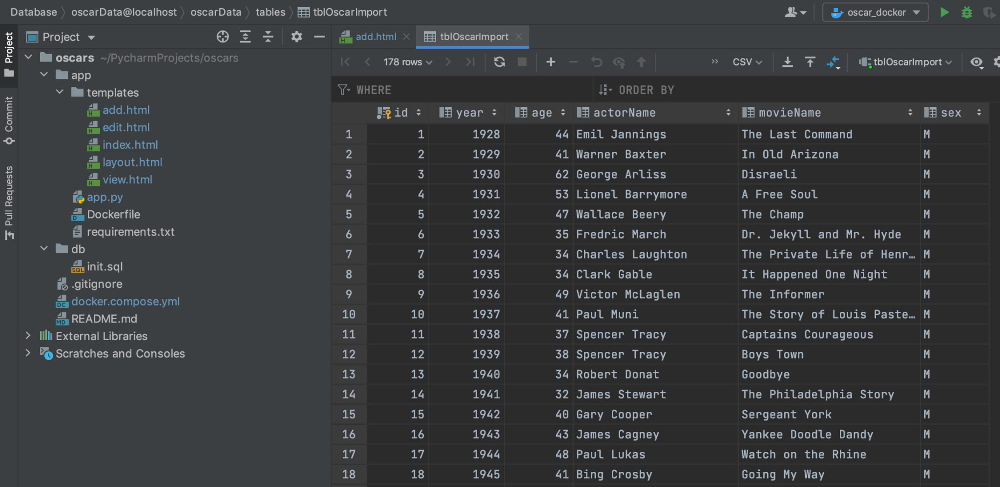 Database oscarData@localhost oscarData tables tblOscarImport oscar_docker
Project
Commit
Pull Requests
Project
oscars ~/PycharmProjects/oscars
app
templates
add.html
edit.html
index.html
layout.html
view.html
app.py
Dockerfile
requirements.txt
db
init.sql
.gitignore
docker.compose.yml
README.md
External Libraries
Scratches and Consoles
add.html tblOscarImport
178 rows CSV tblOscarImport
WHERE ORDER BY
id year age actorName movieName sex
1 1 1928 44 Emil Jannings The Last Command M
2 2 1929 41 Warner Baxter In Old Arizona M
3 3 1930 62 George Arliss Disraeli M
4 4 1931 53 Lionel Barrymore A Free Soul M
5 5 1932 47 Wallace Beery The Champ M
6 6 1933 35 Fredric March Dr. Jekyll and Mr. Hyde M
7 7 1934 34 Charles Laughton The Private Life of Henr… M
8 8 1935 34 Clark Gable It Happened One Night M
9 9 1936 49 Victor McLaglen The Informer M
10 10 1937 41 Paul Muni The Story of Louis Paste… M
11 11 1938 37 Spencer Tracy Captains Courageous M
12 12 1939 38 Spencer Tracy Boys Town M
13 13 1940 34 Robert Donat Goodbye M
14 14 1941 32 James Stewart The Philadelphia Story M
15 15 1942 40 Gary Cooper Sergeant York M
16 16 1943 43 James Cagney Yankee Doodle Dandy M
17 17 1944 48 Paul Lukas Watch on the Rhine M
18 18 1945 41 Bing Crosby Going My Way M